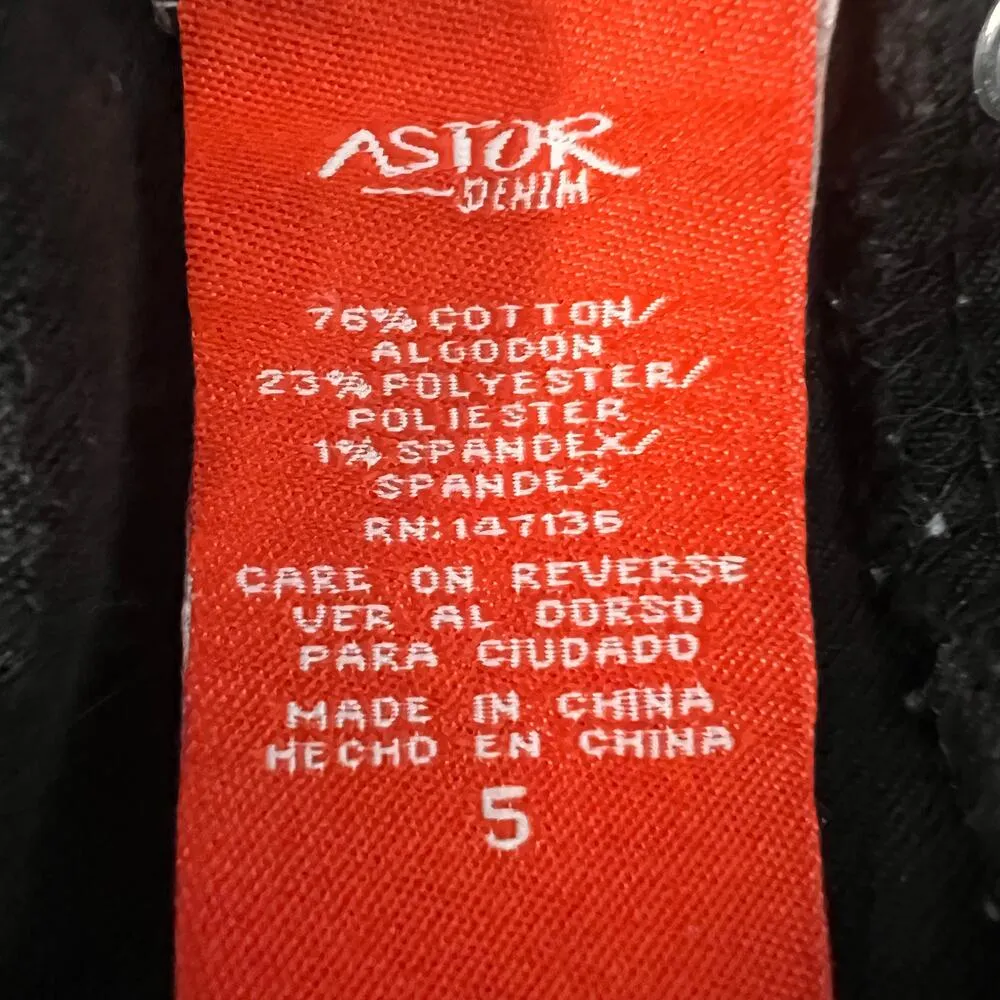 ASTOR
DENIM
76% COTTON/
ALGODON
23% POLYESTER/
POLIESTER
1% SPANDEX/
SPANDEX
RN:147136
CARE ON REVERSE
VER AL DORSO
PARA CIUDADO
MADE IN CHINA
HECHO EN CHINA
5